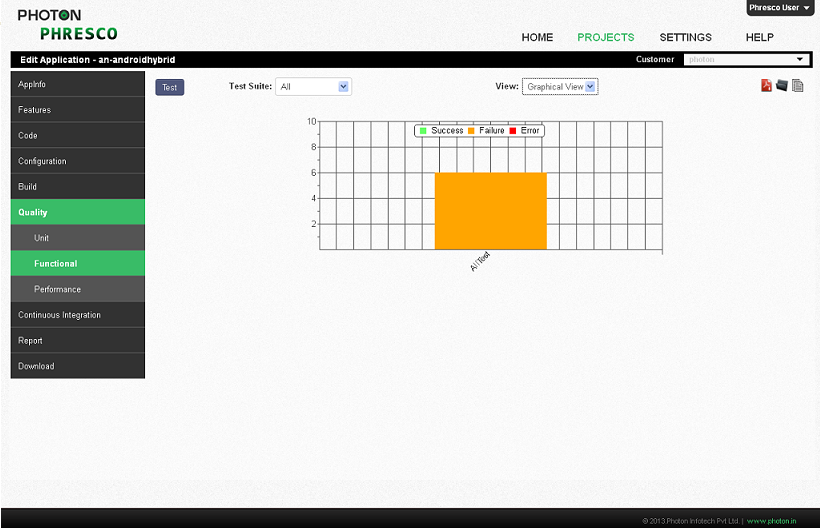 Phresco User
PHOTON
PHRESCO
HOME PROJECTS SETTINGS HELP
Edit Application - an-androidhybrid Customer photon
AppInfo
Test Test Suite: All View: Graphical View
Features
Code
Configuration
Build
Quality
Unit
Functional
Performance
Continuous Integration
Report
Download
10
Success Failure Error
8
6
4
2
AllTest
© 2013 Photon Infotech Pvt Ltd. | www.photon.in